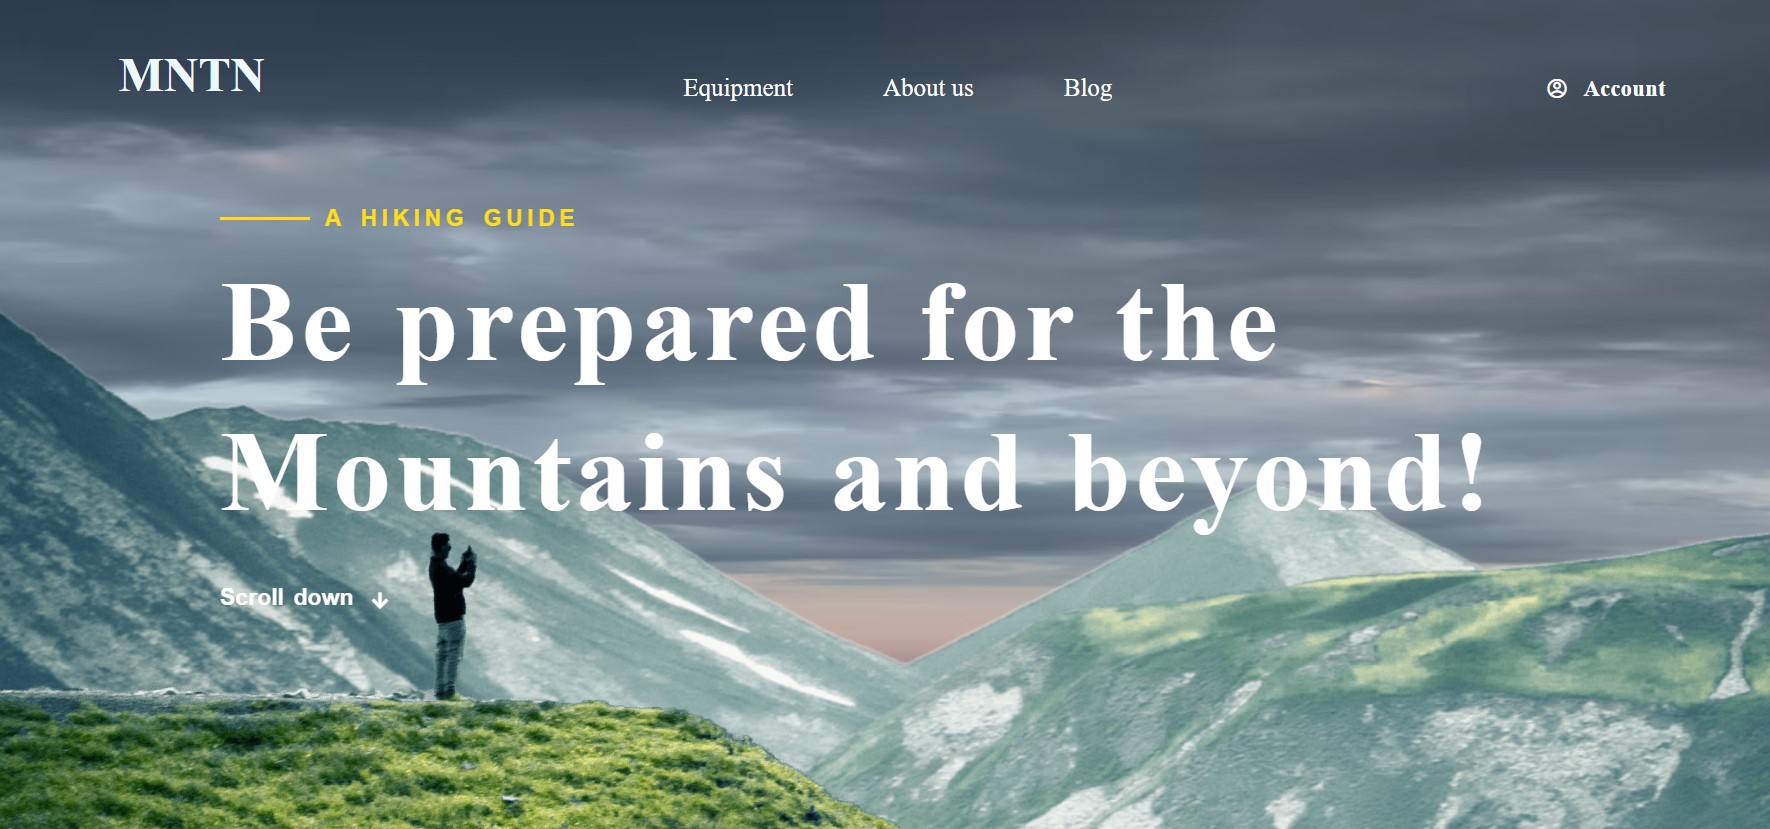 MNTN
Equipment
About us
Blog
Account
A HIKING GUIDE
Be prepared for the
Mountains and beyond!
Scroll down